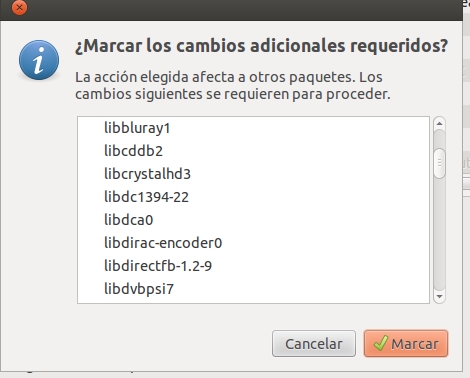 ¿Marcar los cambios adicionales requeridos?
La acción elegida afecta a otros paquetes. Los
cambios siguientes se requieren para proceder.
libbluray1
libcddb2
libcrystalhd3
libdc1394-22
libdca0
libdirac-encoder0
libdirectfb-1.2-9
libdvbpsi7
Cancelar
Marcar